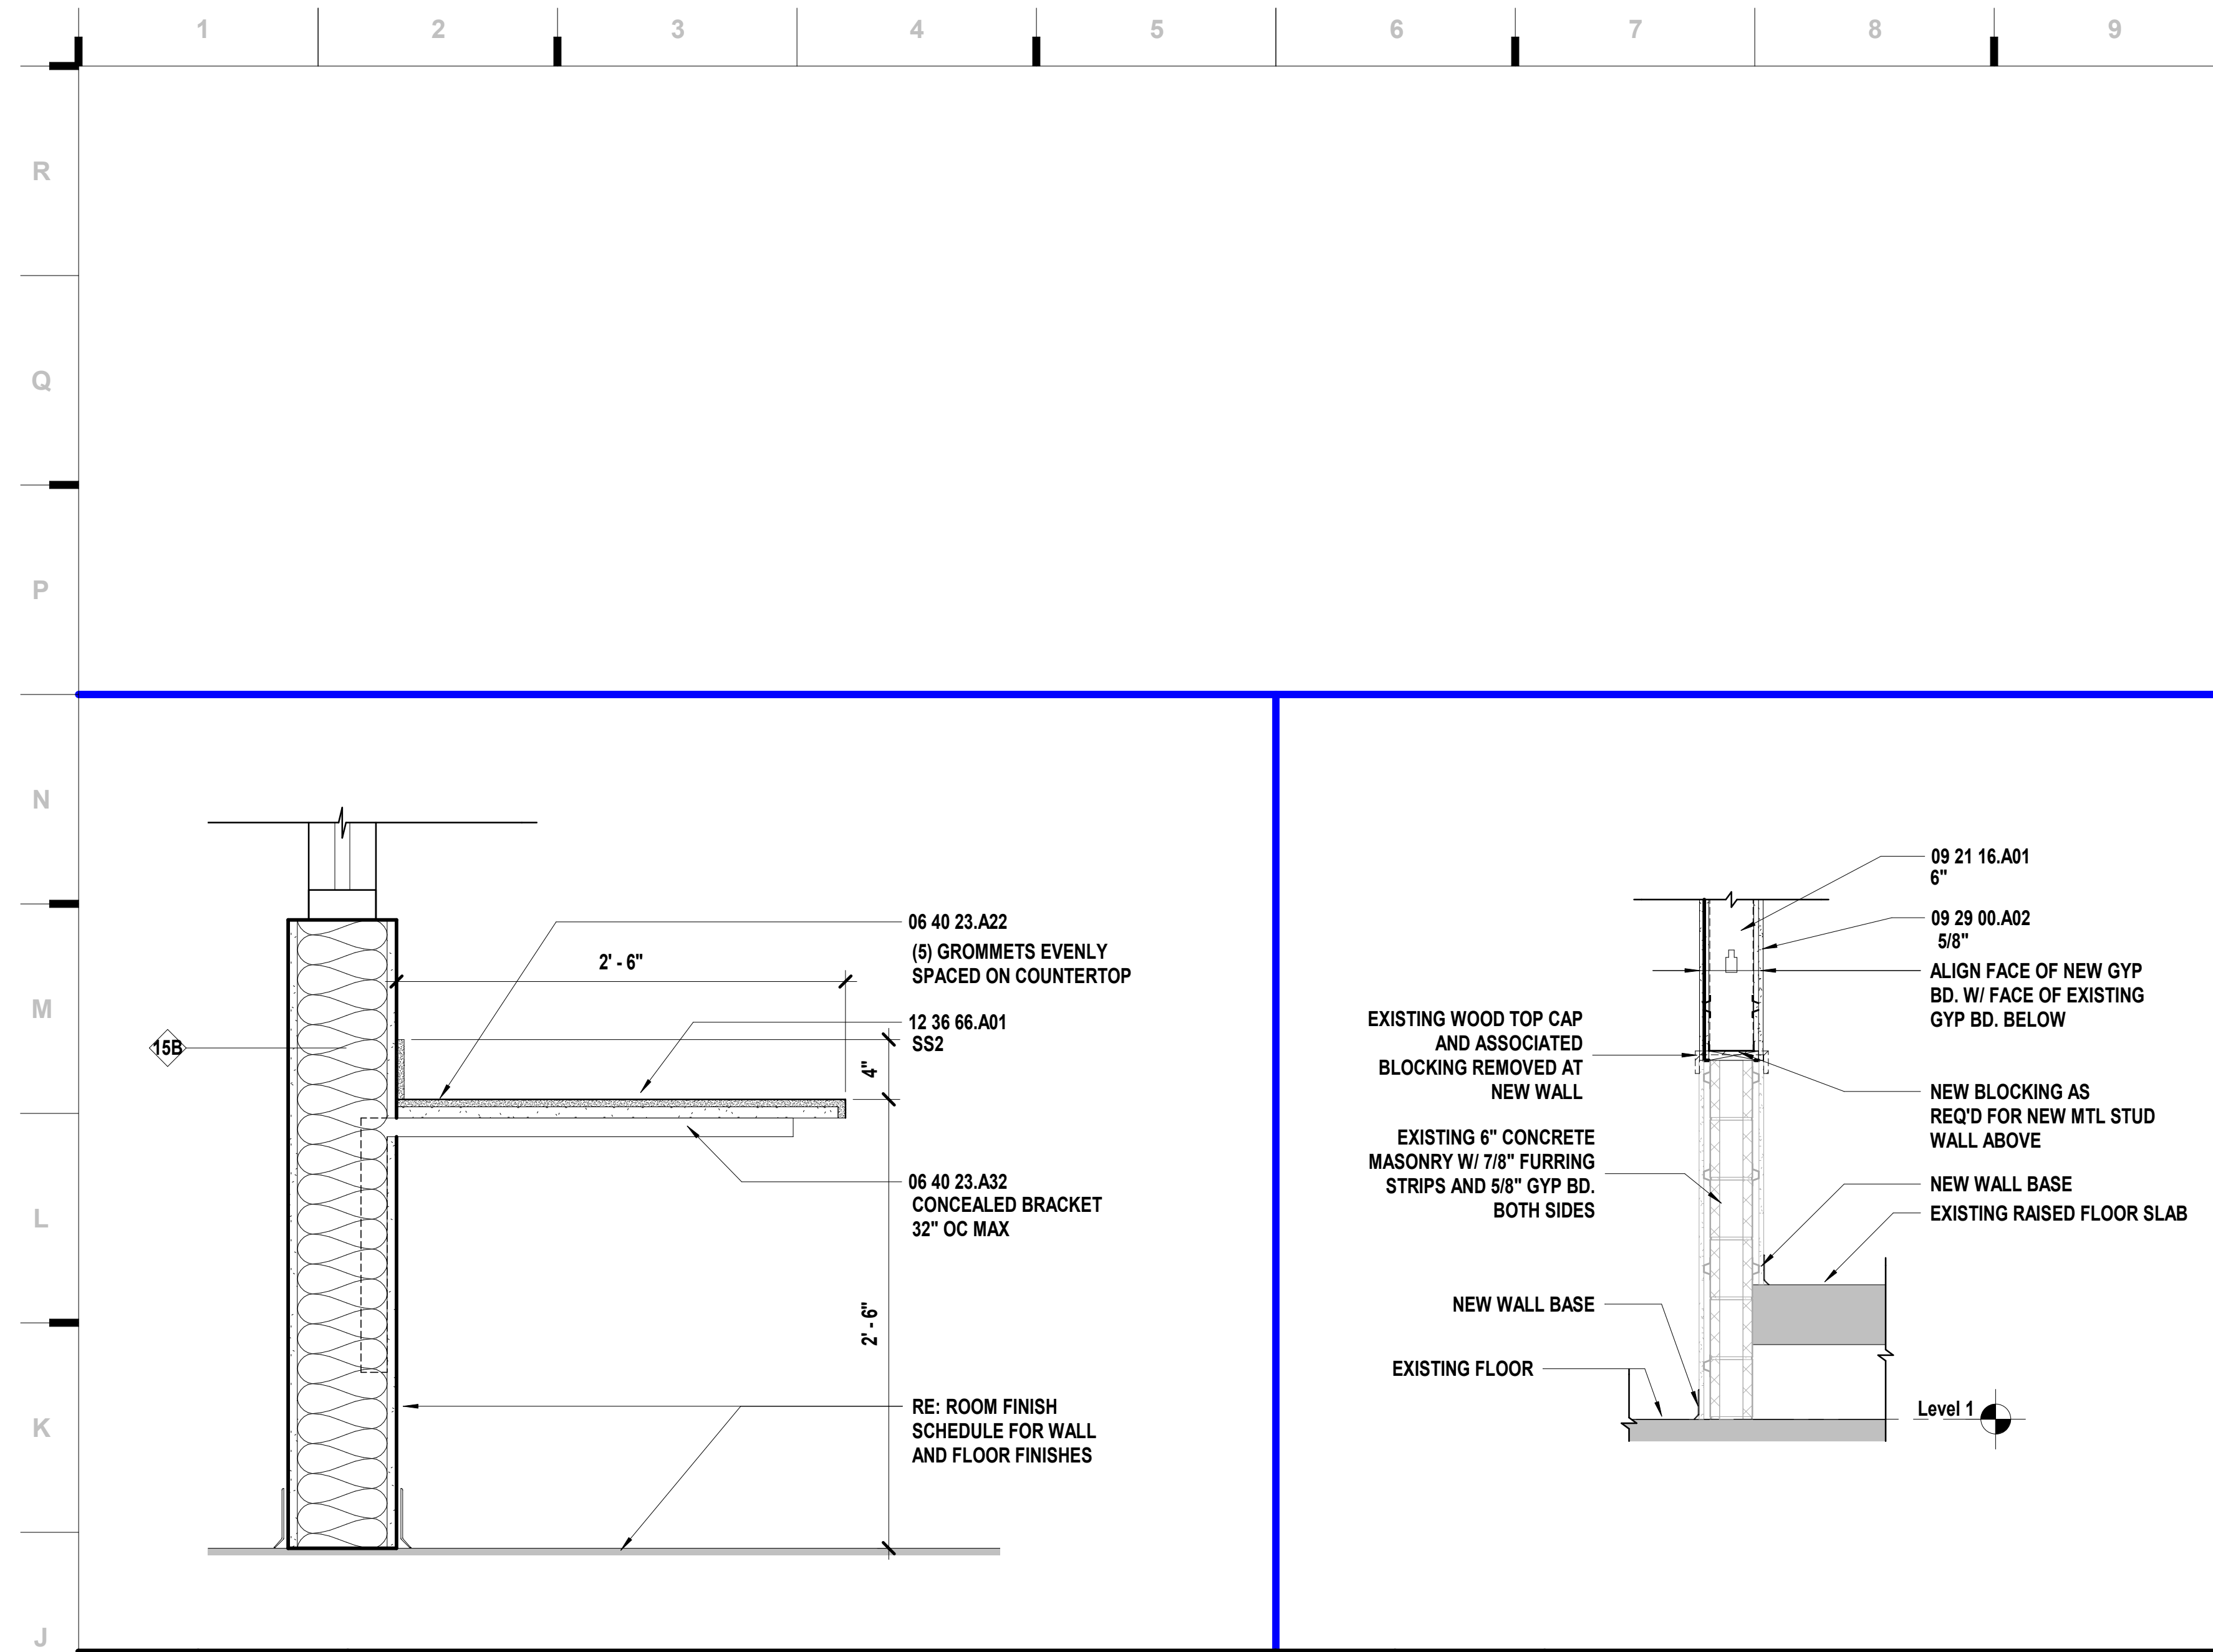 1 2 3 4 5 6 7 8 9
R
Q
P
N
M
L
K
J
06 40 23.A22
(5) GROMMETS EVENLY
SPACED ON COUNTERTOP
2' - 6"
12 36 66.A01
SS2
15B
4"
06 40 23.A32
CONCEALED BRACKET
32" OC MAX
2' - 6"
RE: ROOM FINISH
SCHEDULE FOR WALL
AND FLOOR FINISHES
09 21 16.A01
6"
09 29 00.A02
5/8"
ALIGN FACE OF NEW GYP
BD. W/ FACE OF EXISTING
GYP BD. BELOW
EXISTING WOOD TOP CAP
AND ASSOCIATED
BLOCKING REMOVED AT
NEW WALL
NEW BLOCKING AS
REQ'D FOR NEW MTL STUD
WALL ABOVE
EXISTING 6" CONCRETE
MASONRY W/ 7/8" FURRING
STRIPS AND 5/8" GYP BD.
BOTH SIDES
NEW WALL BASE
EXISTING RAISED FLOOR SLAB
NEW WALL BASE
EXISTING FLOOR
Level 1